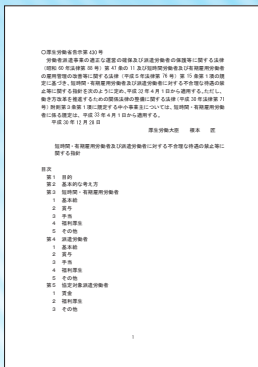 ○厚生労働省告示第430号
労働者派遣事業の適正な運営の確保及び派遣労働者の保護等に関する法律
（昭和60年法律第88号）第47条の11及び短時間労働者及び有期雇用労働者
の雇用管理の改善等に関する法律（平成5年法律第76号）第15条第1項の規
定に基づき、短時間・有期雇用労働者及び派遣労働者に対する不合理な待遇の禁
止等に関する指針を次のように定め、平成32年4月1日から適用する。ただし、
働き方改革を推進するための関係法律の整備に関する法律（平成30年法律第71
号）附則第3条第1項に規定する中小事業主については、短時間・有期雇用労働
者に係る規定は、平成33年4月1日から適用する。
平成30年12月28日
厚生労働大臣 根本 匠
短時間・有期雇用労働者及び派遣労働者に対する不合理な待遇の禁止等に
関する指針
目次
第1 目的
第2 基本的な考え方
第3 短時間・有期雇用労働者
1 基本給
2 賞与
3 手当
4 福利厚生
5 その他
第4 派遣労働者
1 基本給
2 賞与
3 手当
4 福利厚生
5 その他
第5 協定対象派遣労働者
1 賃金
2 福利厚生
3 その他
1